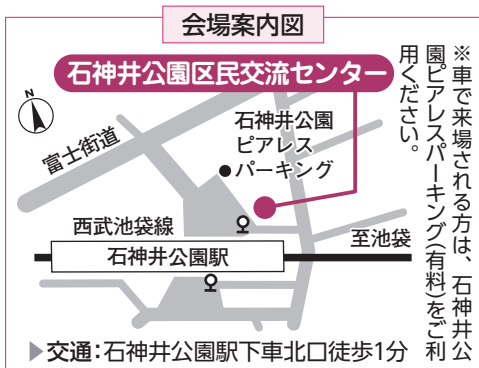 会場案内図
石神井公園区民交流センター
※車で来場される方は、石神井公
園ピアレスパーキング(有料)をご利
用ください。
N
富士街道
石神井公園
ピアレス
パーキング
西武池袋線
至池袋
石神井公園駅
▶交通:石神井公園駅下車北口徒歩1分